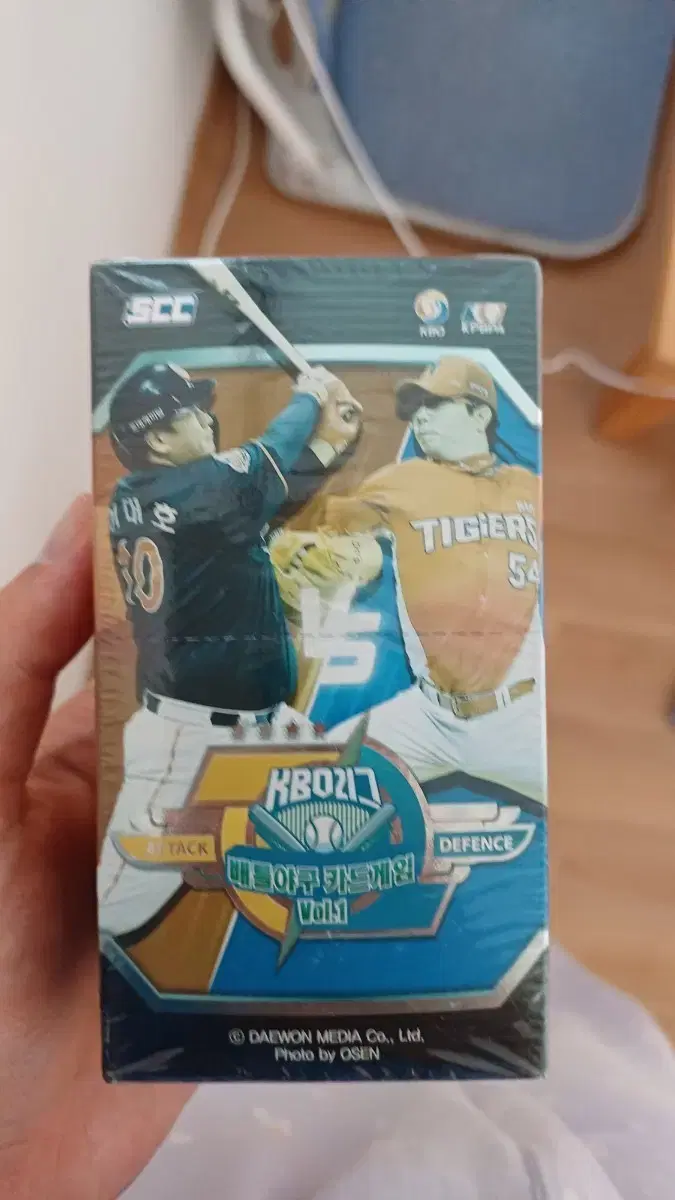 SCC
KBO
KPBPA
이대호
10
TIGERS
54
VS
KBO리그
ATTACK
DEFENCE
배틀야구 카드게임
Vol.1
ⓒ DAEWON MEDIA Co., Ltd.
Photo by OSEN